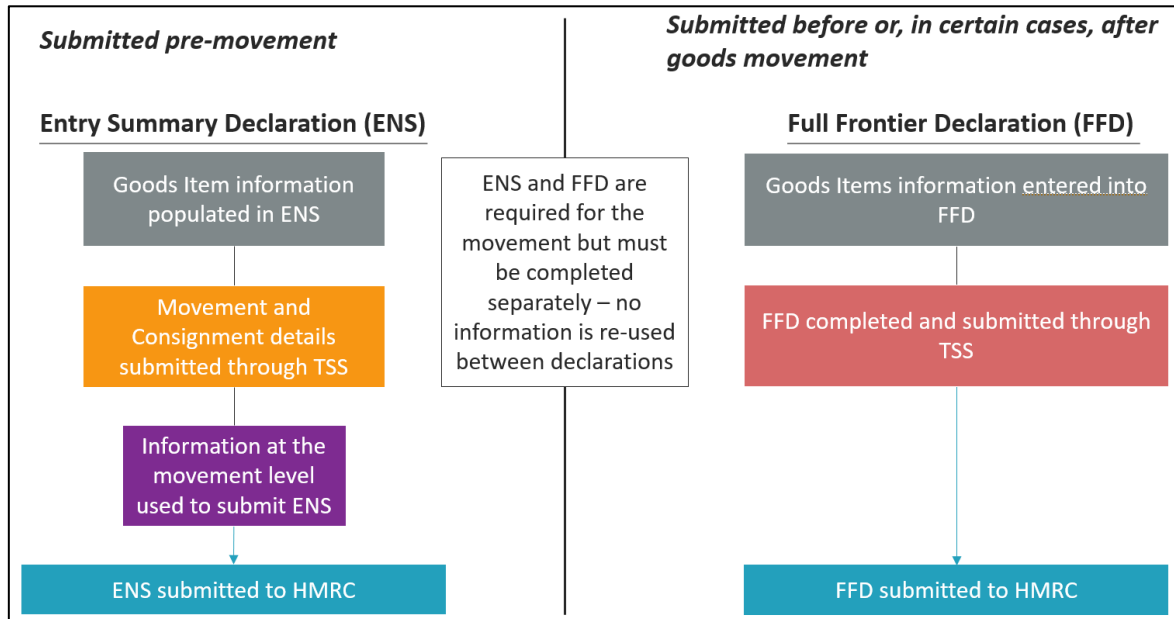 Submitted pre-movement
Entry Summary Declaration (ENS)
Goods Item information
populated in ENS
Movement and
Consignment details
submitted through TSS
Information at the
movement level
used to submit ENS
ENS submitted to HMRC
ENS and FFD are
required for the
movement but must
be completed
separately – no
information is re-used
between declarations
Submitted before or, in certain cases, after
goods movement
Full Frontier Declaration (FFD)
Goods Items information entered into
FFD
FFD completed and submitted through
TSS
FFD submitted to HMRC